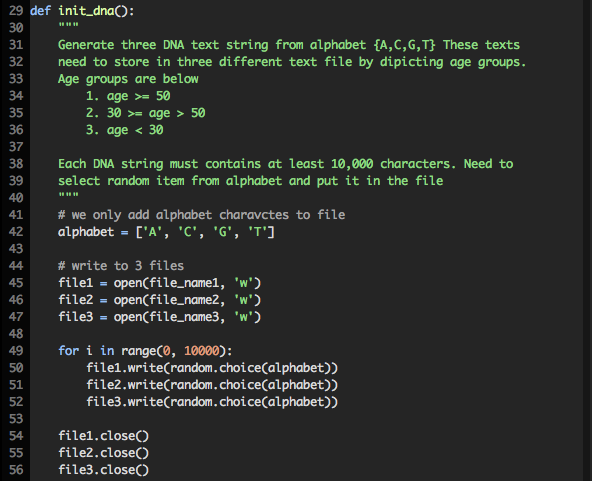 29 def init_dna():
30     """
31     Generate three DNA text string from alphabet {A,C,G,T} These texts
32     need to store in three different text file by dipicting age groups.
33     Age groups are below
34         1. age >= 50
35         2. 30 >= age > 50
36         3. age < 30
37
38     Each DNA string must contains at least 10,000 characters. Need to
39     select random item from alphabet and put it in the file
40     """
41     # we only add alphabet charavctes to file
42     alphabet = ['A', 'C', 'G', 'T']
43
44     # write to 3 files
45     file1 = open(file_name1, 'w')
46     file2 = open(file_name2, 'w')
47     file3 = open(file_name3, 'w')
48
49     for i in range(0, 10000):
50         file1.write(random.choice(alphabet))
51         file2.write(random.choice(alphabet))
52         file3.write(random.choice(alphabet))
53
54     file1.close()
55     file2.close()
56     file3.close()